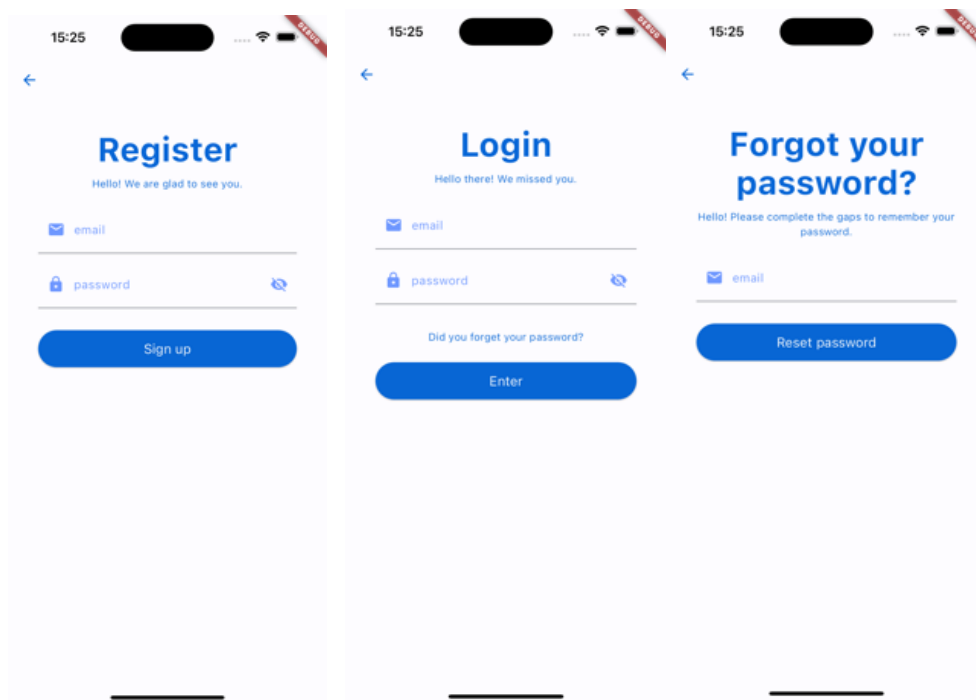 15:25
DEBUG
Register
Hello! We are glad to see you.
email
password
Sign up
15:25
DEBUG
Login
Hello there! We missed you.
email
password
Did you forget your password?
Enter
15:25
DEBUG
Forgot your
password?
Hello! Please complete the gaps to remember your
password.
email
Reset password